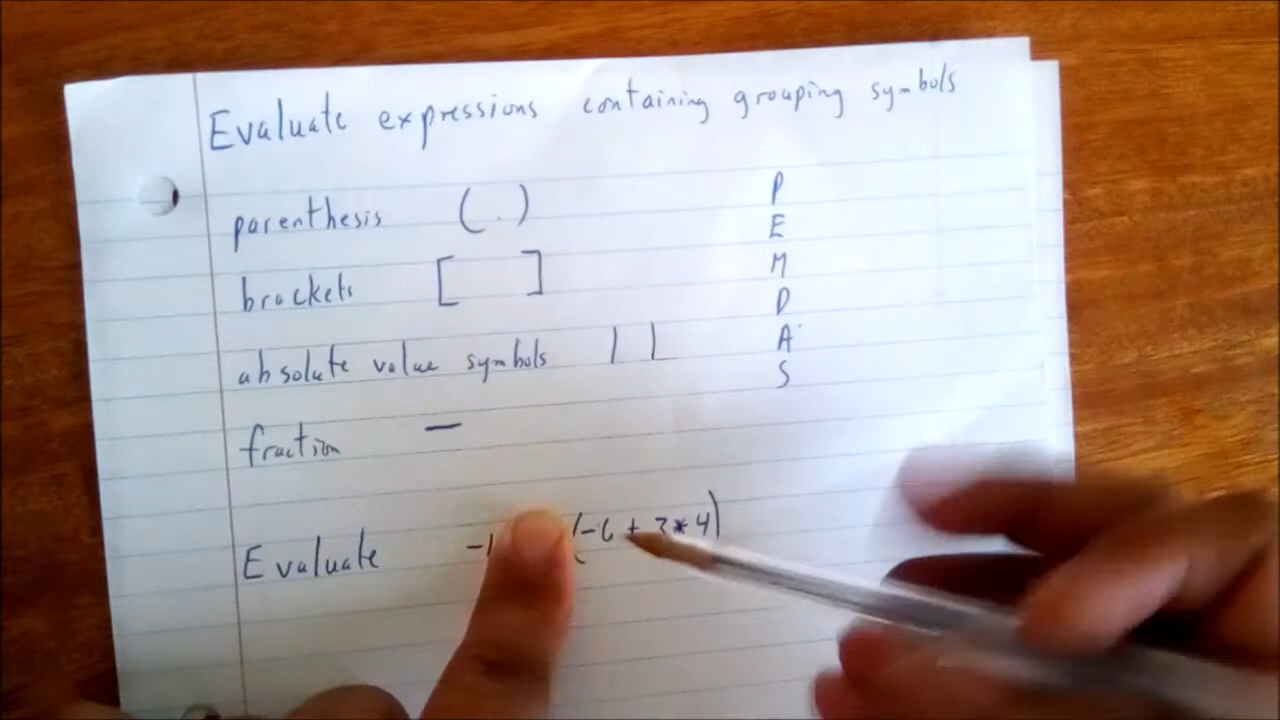 Evaluate expressions containing grouping symbols
parenthesis ( . )
P
E
brackets [ ]
M
D
absolute value symbols | |
A
S
fraction —
Evaluate (-6 + 3*4)